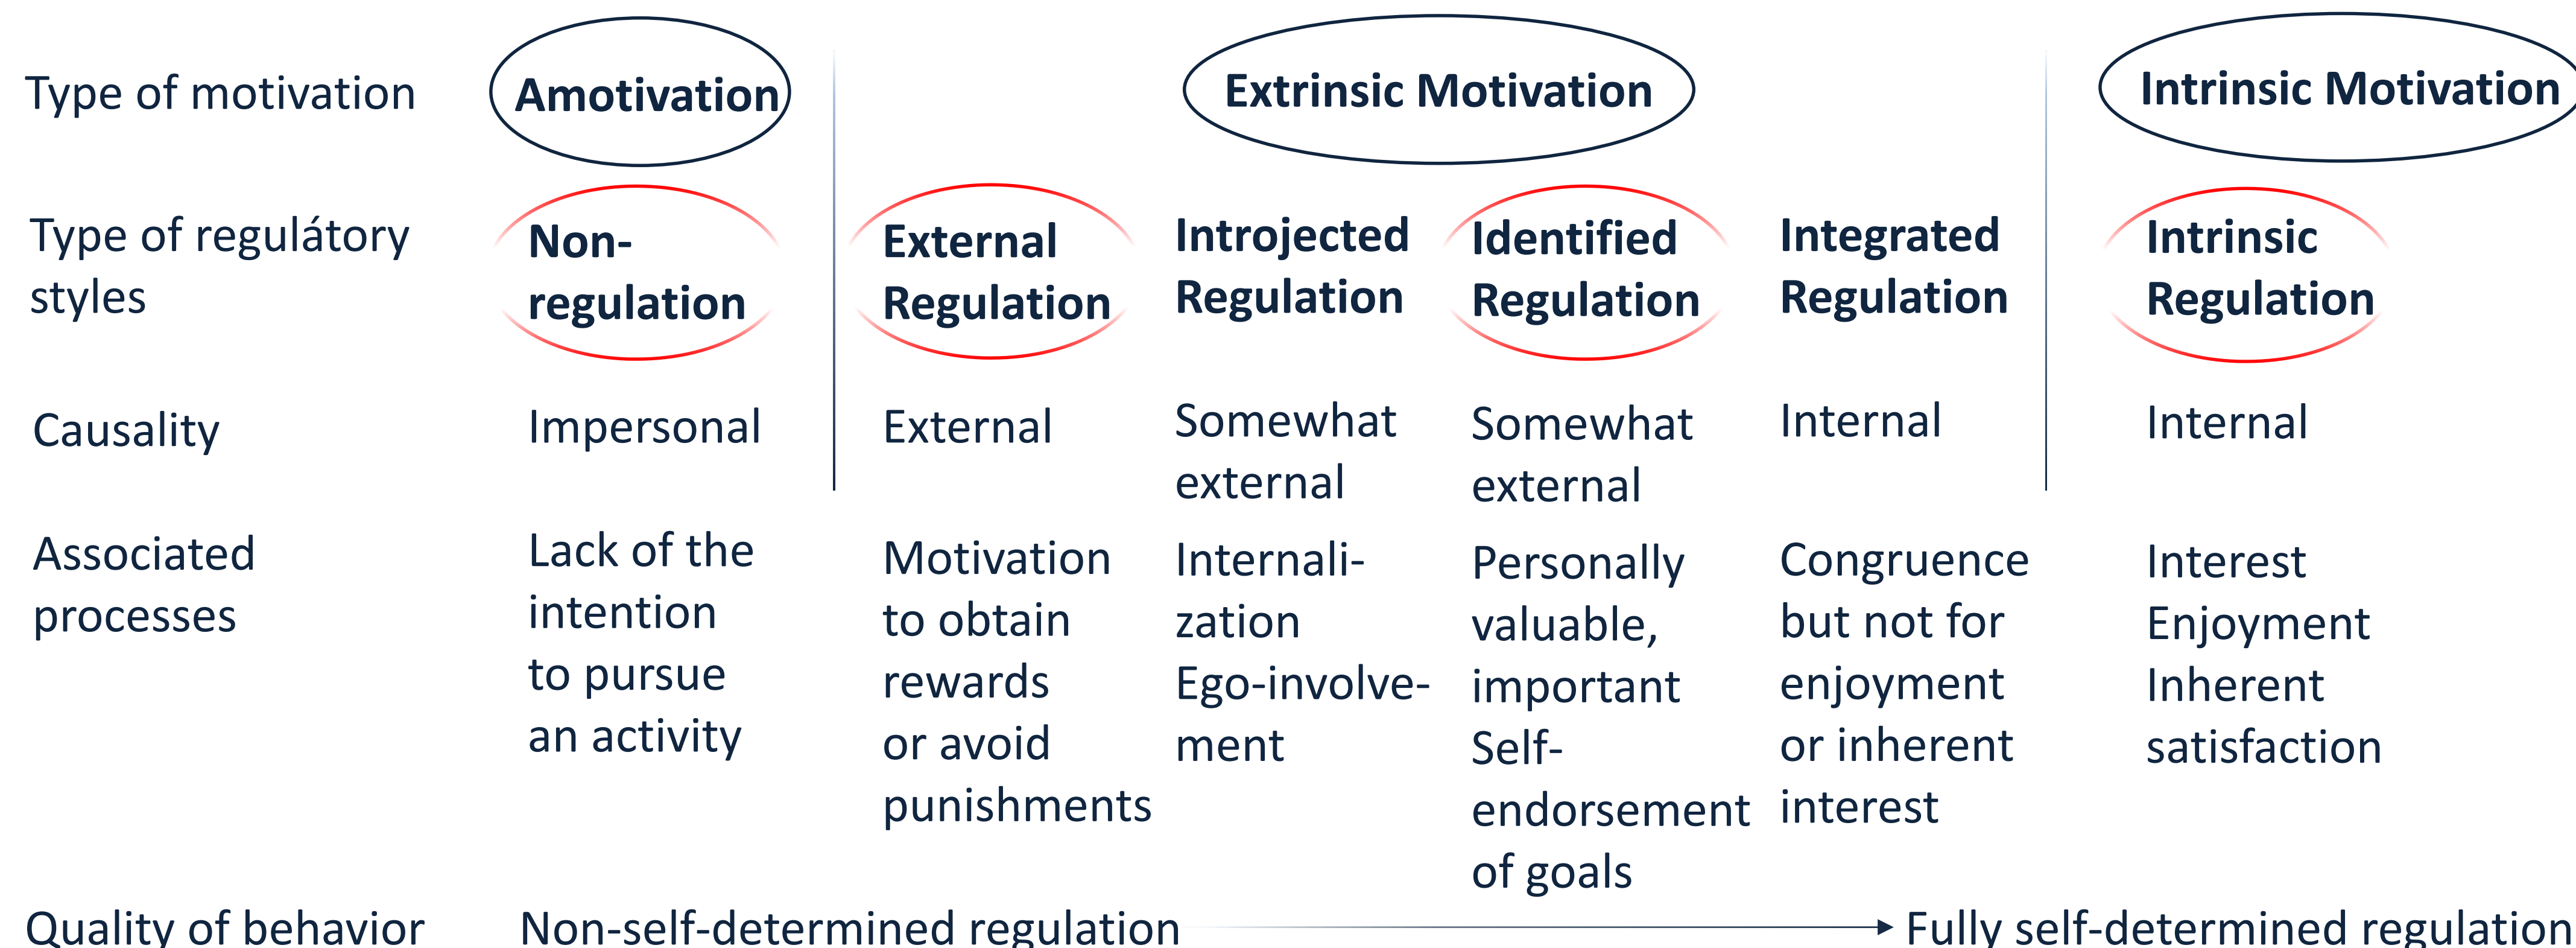 Type of motivation
Amotivation
Extrinsic Motivation
Intrinsic Motivation
Type of regulátory
styles
Non-
regulation
External
Regulation
Introjected
Regulation
Identified
Regulation
Integrated
Regulation
Intrinsic
Regulation
Causality
Impersonal
External
Somewhat
external
Somewhat
external
Internal
Internal
Associated
processes
Lack of the
intention
to pursue
an activity
Motivation
to obtain
rewards
or avoid
punishments
Internali-
zation
Ego-involve-
ment
Personally
valuable,
important
Self-
endorsement
of goals
Congruence
but not for
enjoyment
or inherent
interest
Interest
Enjoyment
Inherent
satisfaction
Quality of behavior
Non-self-determined regulation
Fully self-determined regulation